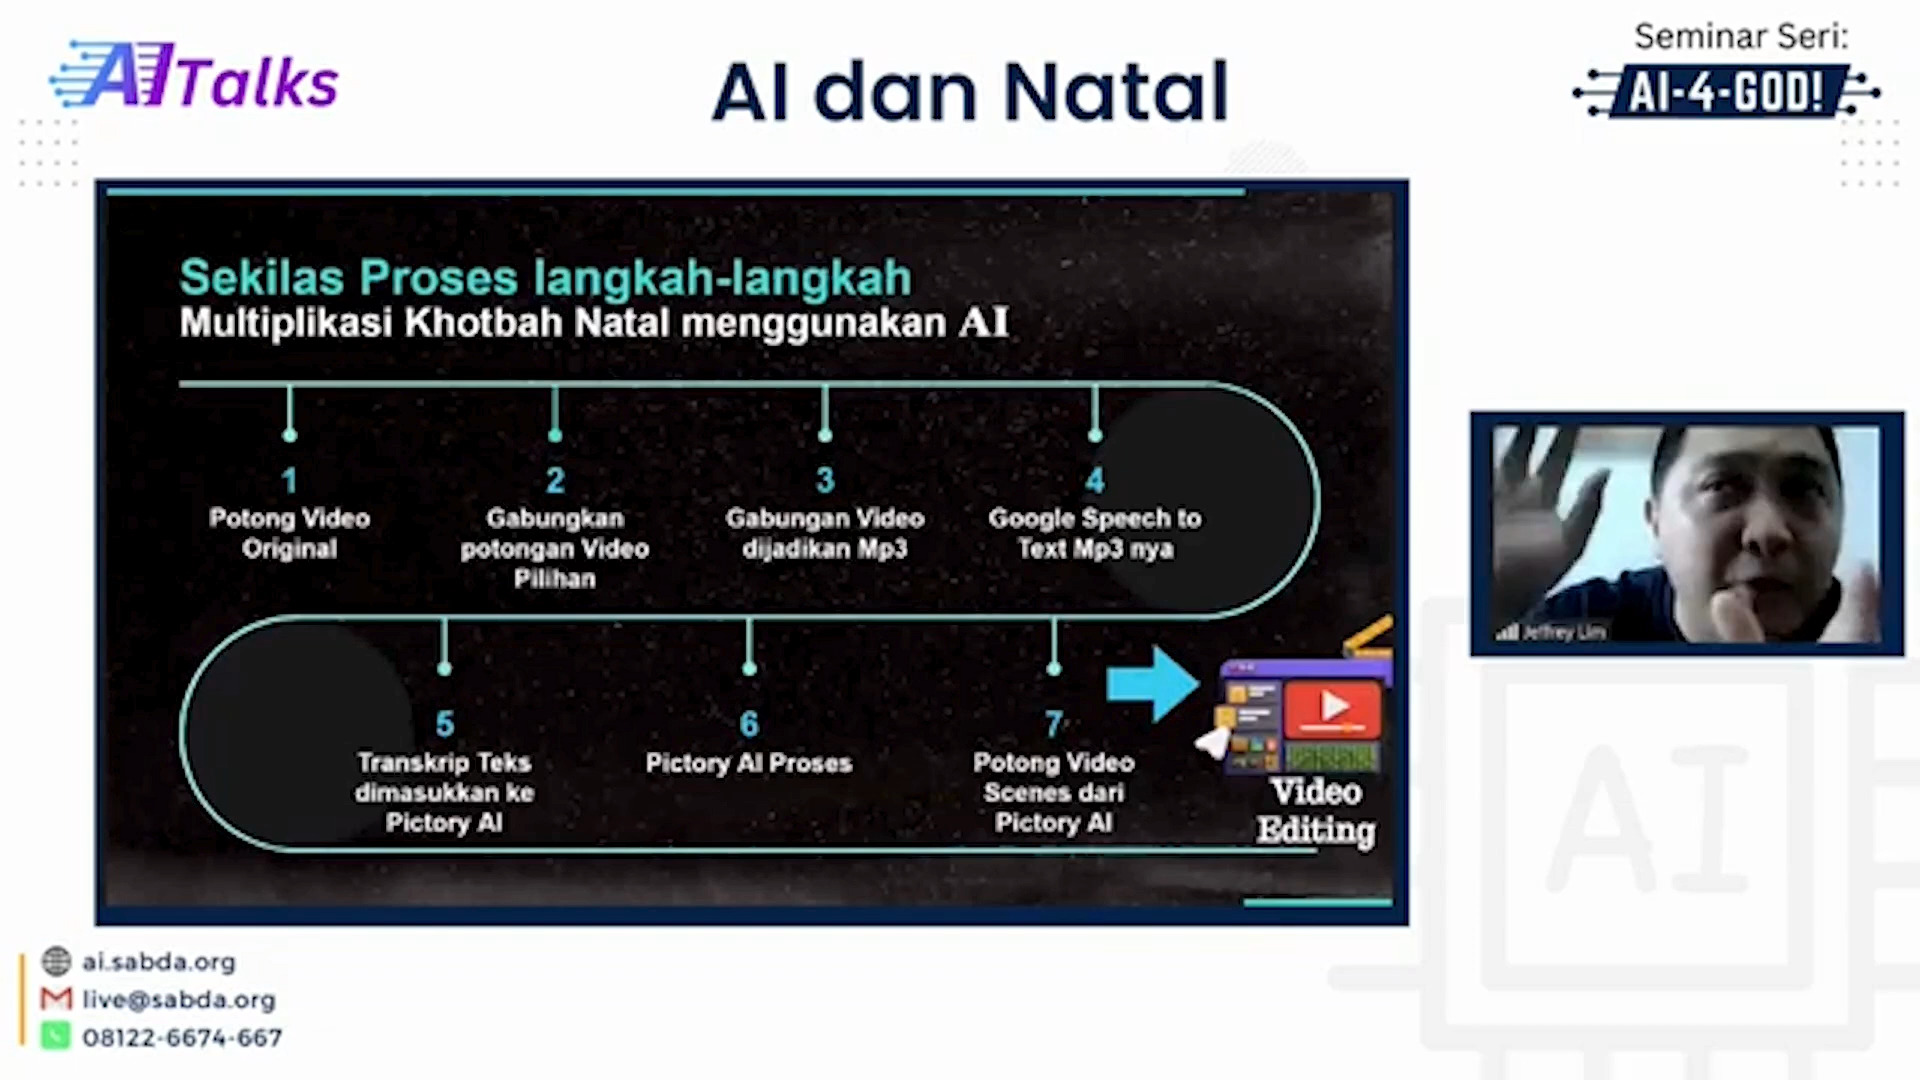 AI Talks
AI dan Natal
Seminar Seri:
AI-4-GOD!
Sekilas Proses langkah-langkah
Multiplikasi Khotbah Natal menggunakan AI
1
Potong Video
Original
2
Gabungkan
potongan Video
Pilihan
3
Gabungan Video
dijadikan Mp3
4
Google Speech to
Text Mp3 nya
5
Transkrip Teks
dimasukkan ke
Pictory AI
6
Pictory AI Proses
7
Potong Video
Scenes dari
Pictory AI
Video
Editing
Jeffrey Lim
AI
ai.sabda.org
live@sabda.org
08122-6674-667